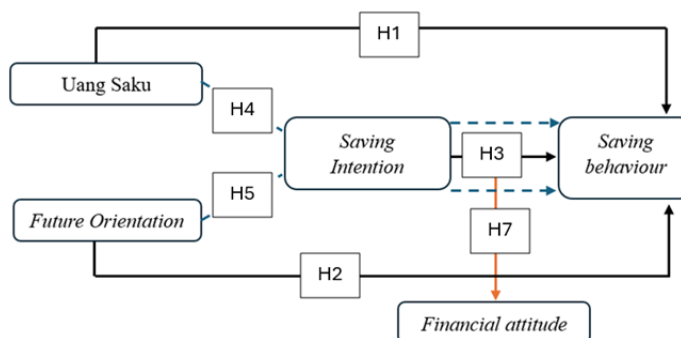 H1
Uang Saku
H4
Saving
Intention
H3
Saving
behaviour
H5
Future Orientation
H7
H2
Financial attitude